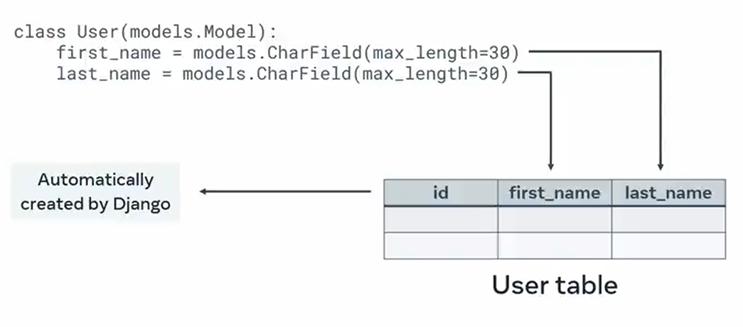 class User(models.Model):
    first_name = models.CharField(max_length=30)
    last_name = models.CharField(max_length=30)
Automatically
created by Django
id first_name last_name
User table